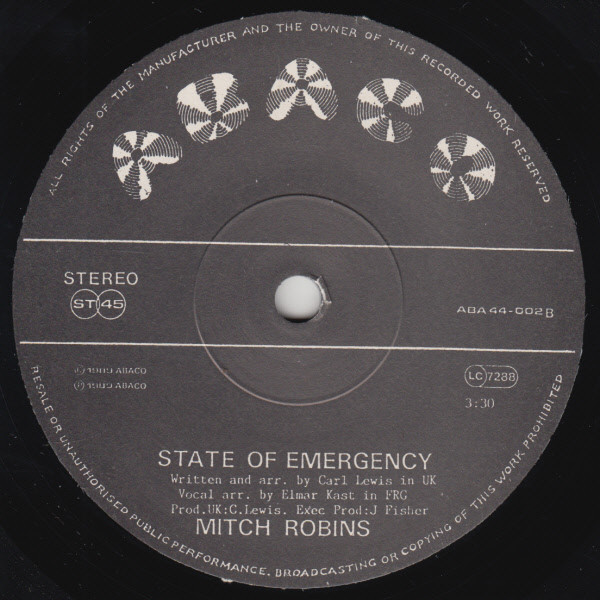 ALL RIGHTS OF THE MANUFACTURER AND THE OWNER OF THIS RECORDED WORK RESERVED
ABACO
STEREO
ST 45
ABA 44-002 B
© 1989 ABACO
℗ 1989 ABACO
LC 7288
3:30
STATE OF EMERGENCY
Written and arr. by Carl Lewis in UK
Vocal arr. by Elmar Kast in FRG
Prod.UK:C.Lewis. Exec Prod:J Fisher
MITCH ROBINS
RESALE OR UNAUTHORISED PUBLIC PERFORMANCE, BROADCASTING OR COPYING OF THIS WORK PROHIBITED